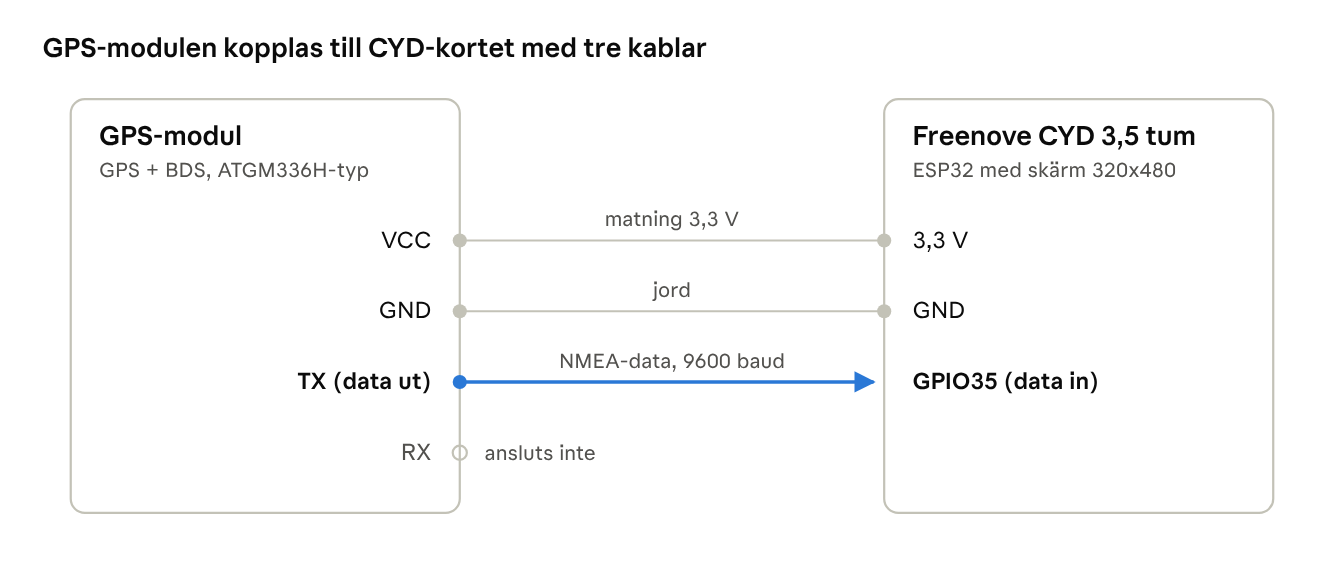 GPS-modulen kopplas till CYD-kortet med tre kablar
GPS-modul
GPS + BDS, ATGM336H-typ
Freenove CYD 3,5 tum
ESP32 med skärm 320x480
VCC
matning 3,3 V
3,3 V
GND
jord
GND
TX (data ut)
NMEA-data, 9600 baud
GPIO35 (data in)
RX
ansluts inte